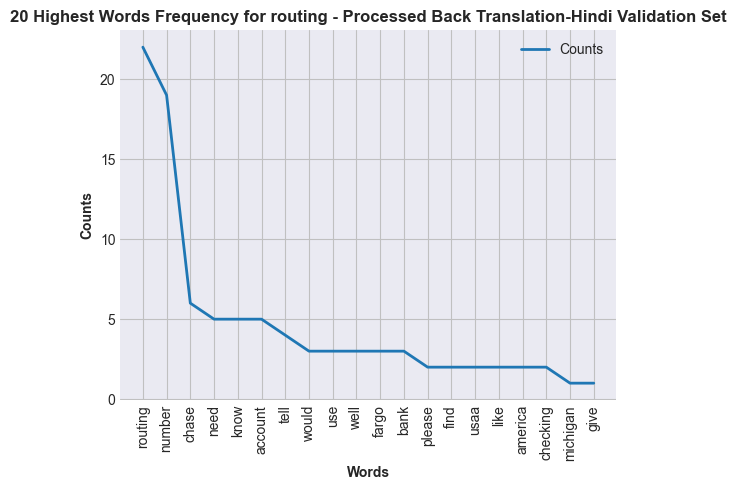 20 Highest Words Frequency for routing - Processed Back Translation-Hindi Validation Set
Counts
Counts
20
15
10
5
0
routing
number
chase
need
know
account
tell
would
use
well
fargo
bank
please
find
usaa
like
america
checking
michigan
give
Words